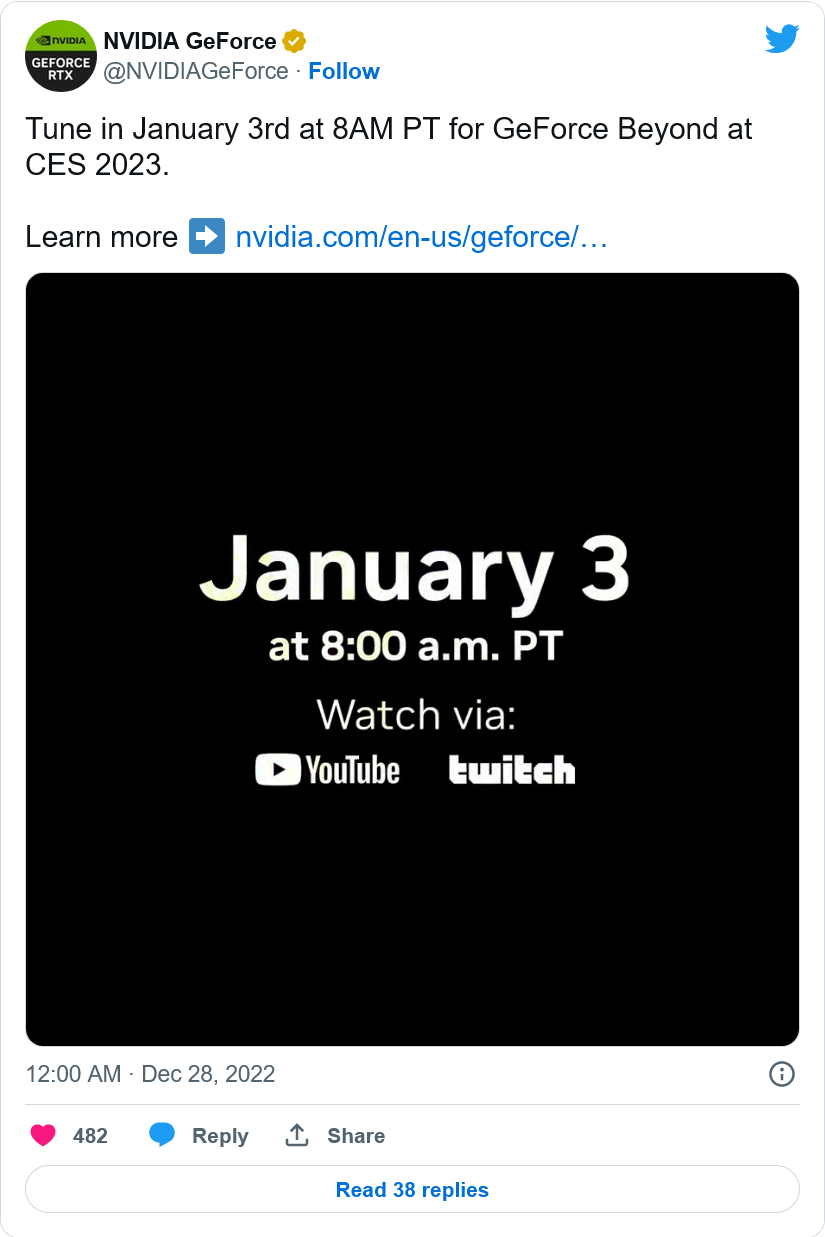 NVIDIA
GEFORCE
RTX
NVIDIA GeForce
@NVIDIAGeForce · Follow
Tune in January 3rd at 8AM PT for GeForce Beyond at
CES 2023.
Learn more ➡️ nvidia.com/en-us/geforce/…
January 3
at 8:00 a.m. PT
Watch via:
YouTube twitch
12:00 AM · Dec 28, 2022
482 Reply Share
Read 38 replies